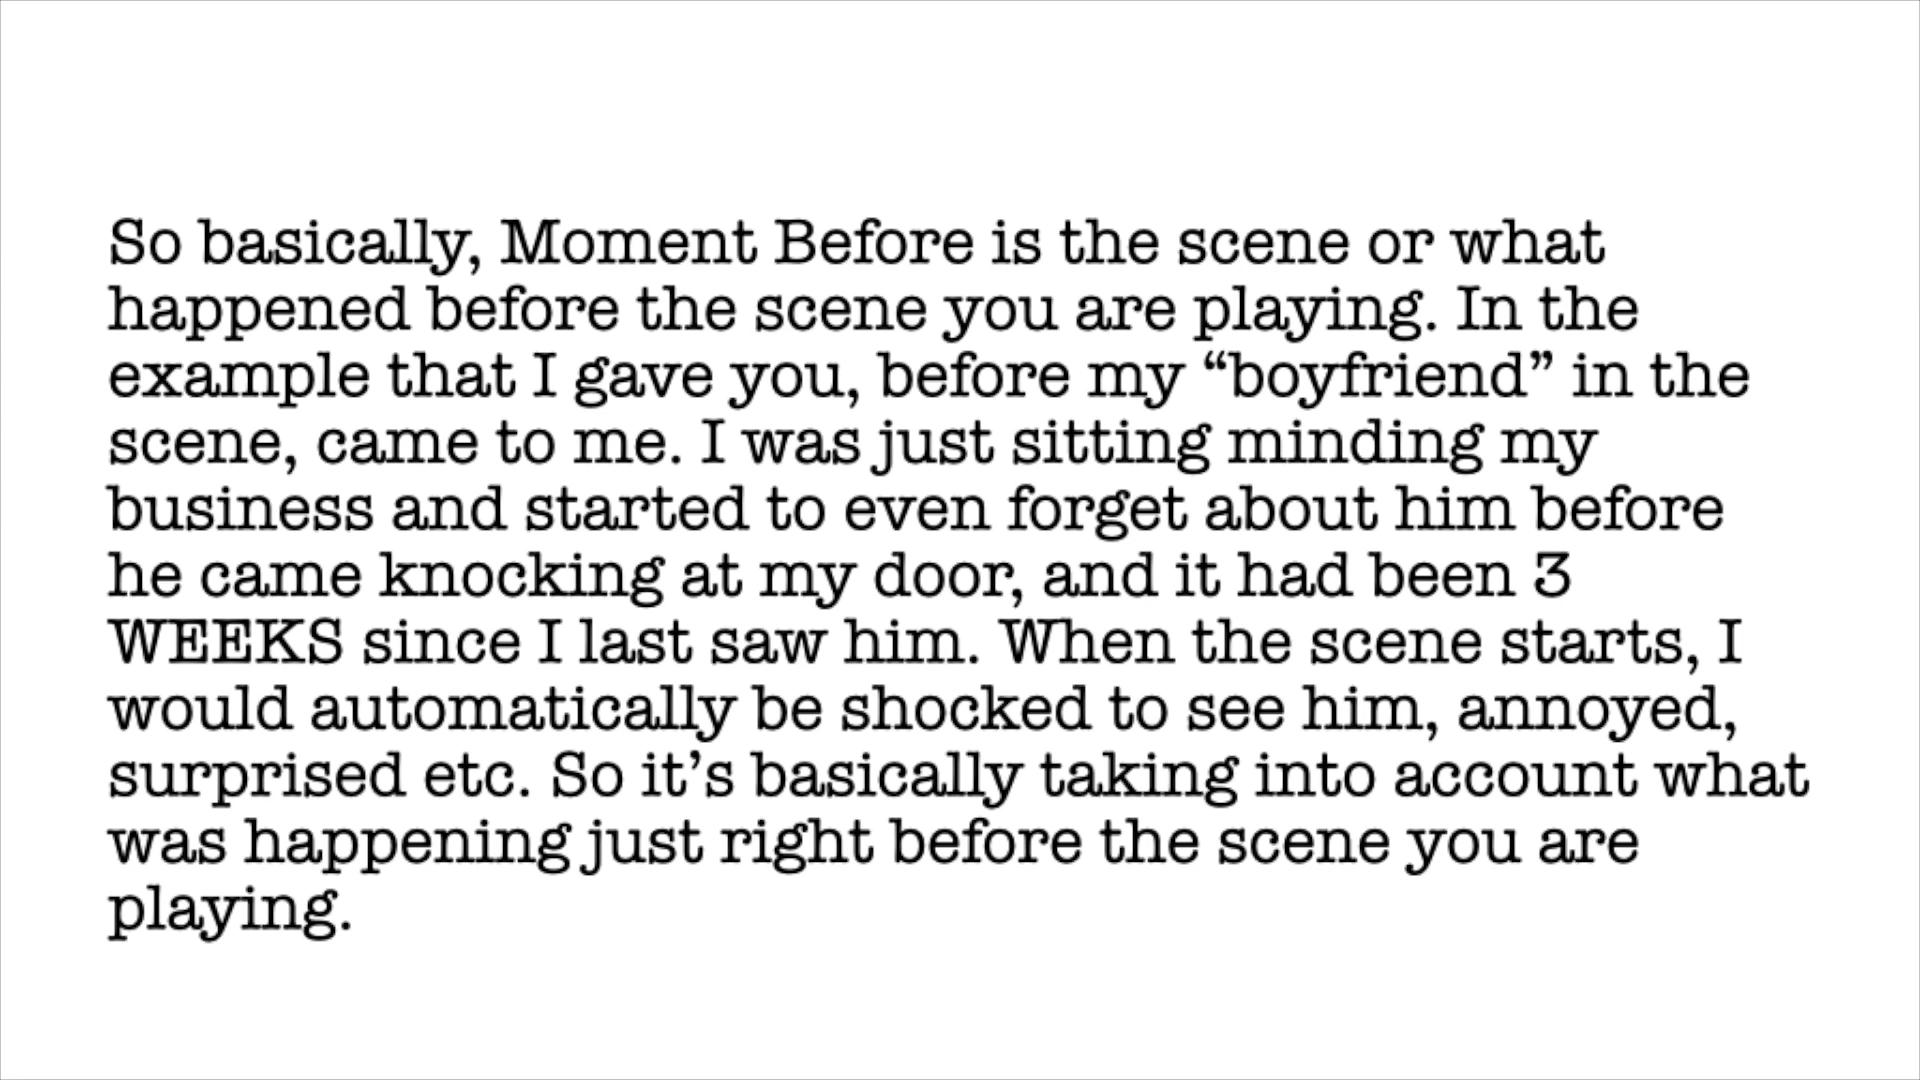 So basically, Moment Before is the scene or what
happened before the scene you are playing. In the
example that I gave you, before my “boyfriend” in the
scene, came to me. I was just sitting minding my
business and started to even forget about him before
he came knocking at my door, and it had been 3
WEEKS since I last saw him. When the scene starts, I
would automatically be shocked to see him, annoyed,
surprised etc. So it’s basically taking into account what
was happening just right before the scene you are
playing.